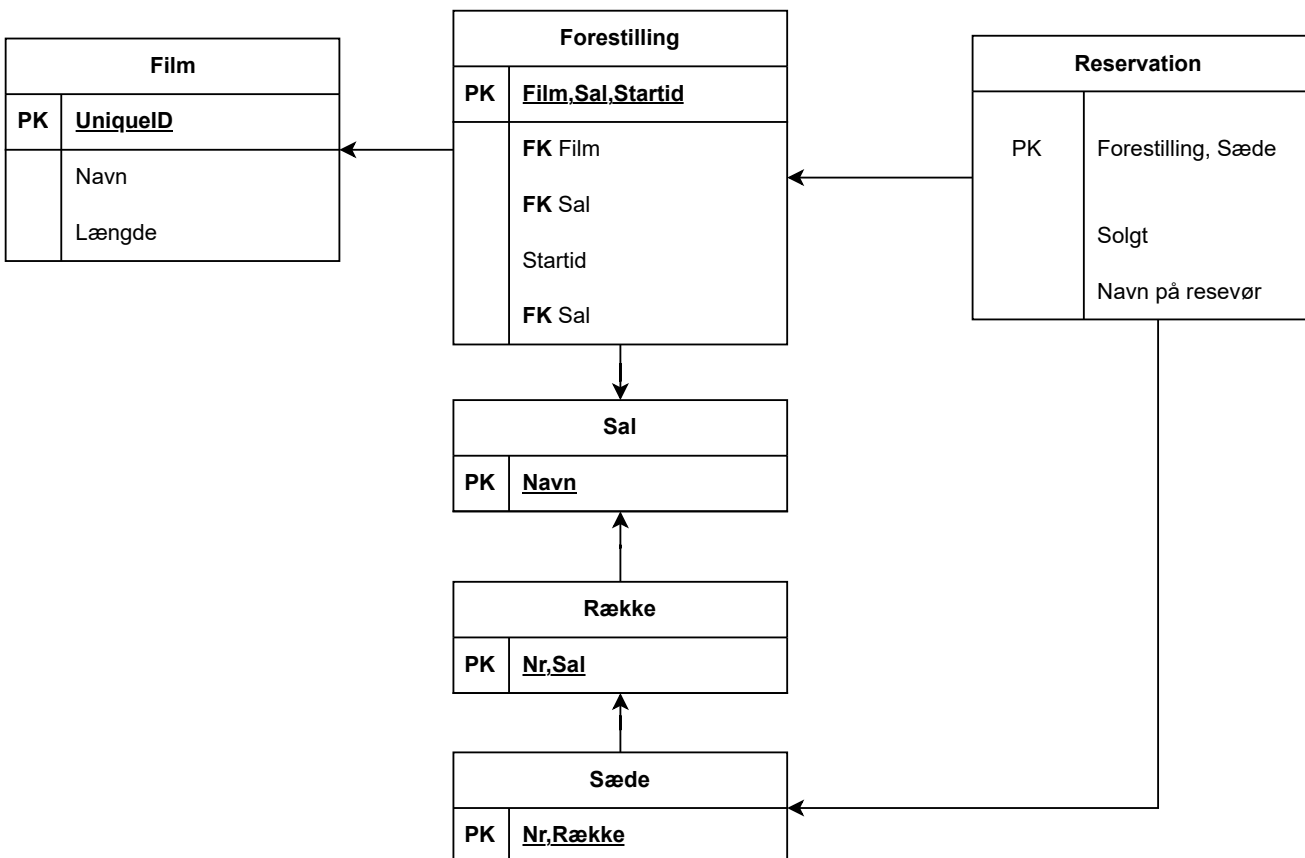 Film
PK UniqueID
Navn
Længde
Forestilling
PK Film,Sal,Startid
FK Film
FK Sal
Startid
FK Sal
Reservation
PK Forestilling, Sæde
Solgt
Navn på resevør
Sal
PK Navn
Række
PK Nr,Sal
Sæde
PK Nr,Række